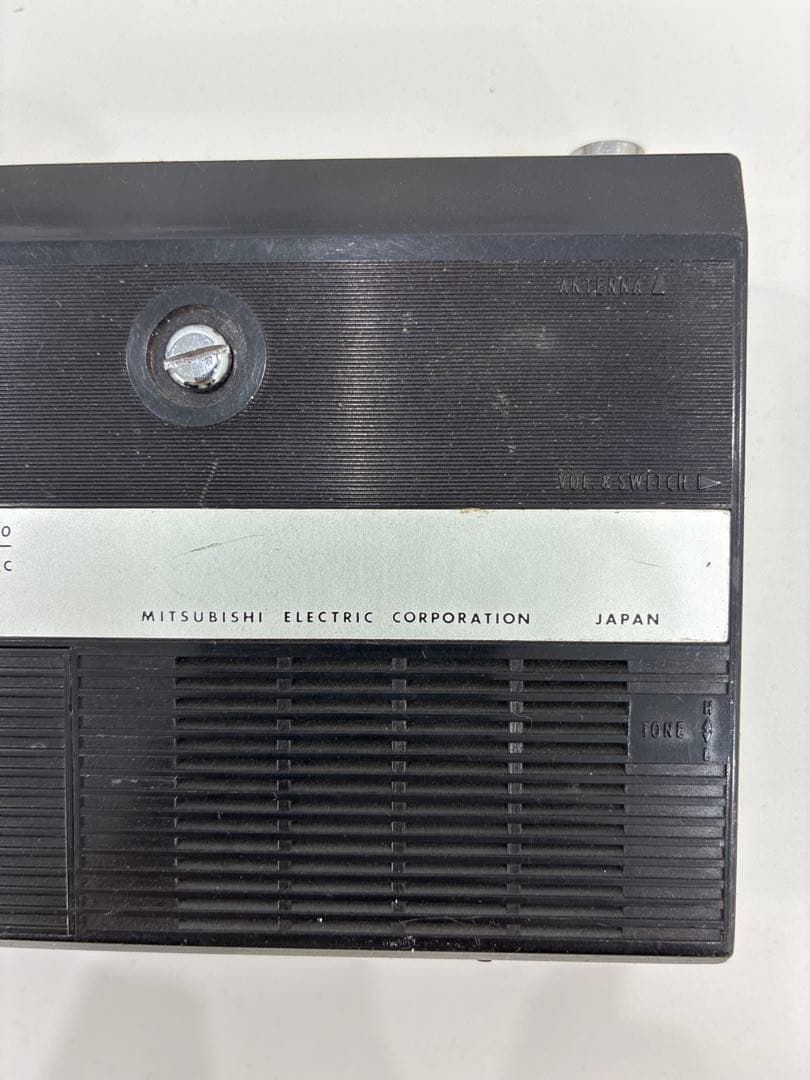 ANTENNA
VOL. & SWITCH
O
C
MITSUBISHI ELECTRIC CORPORATION JAPAN
H
TONE
L